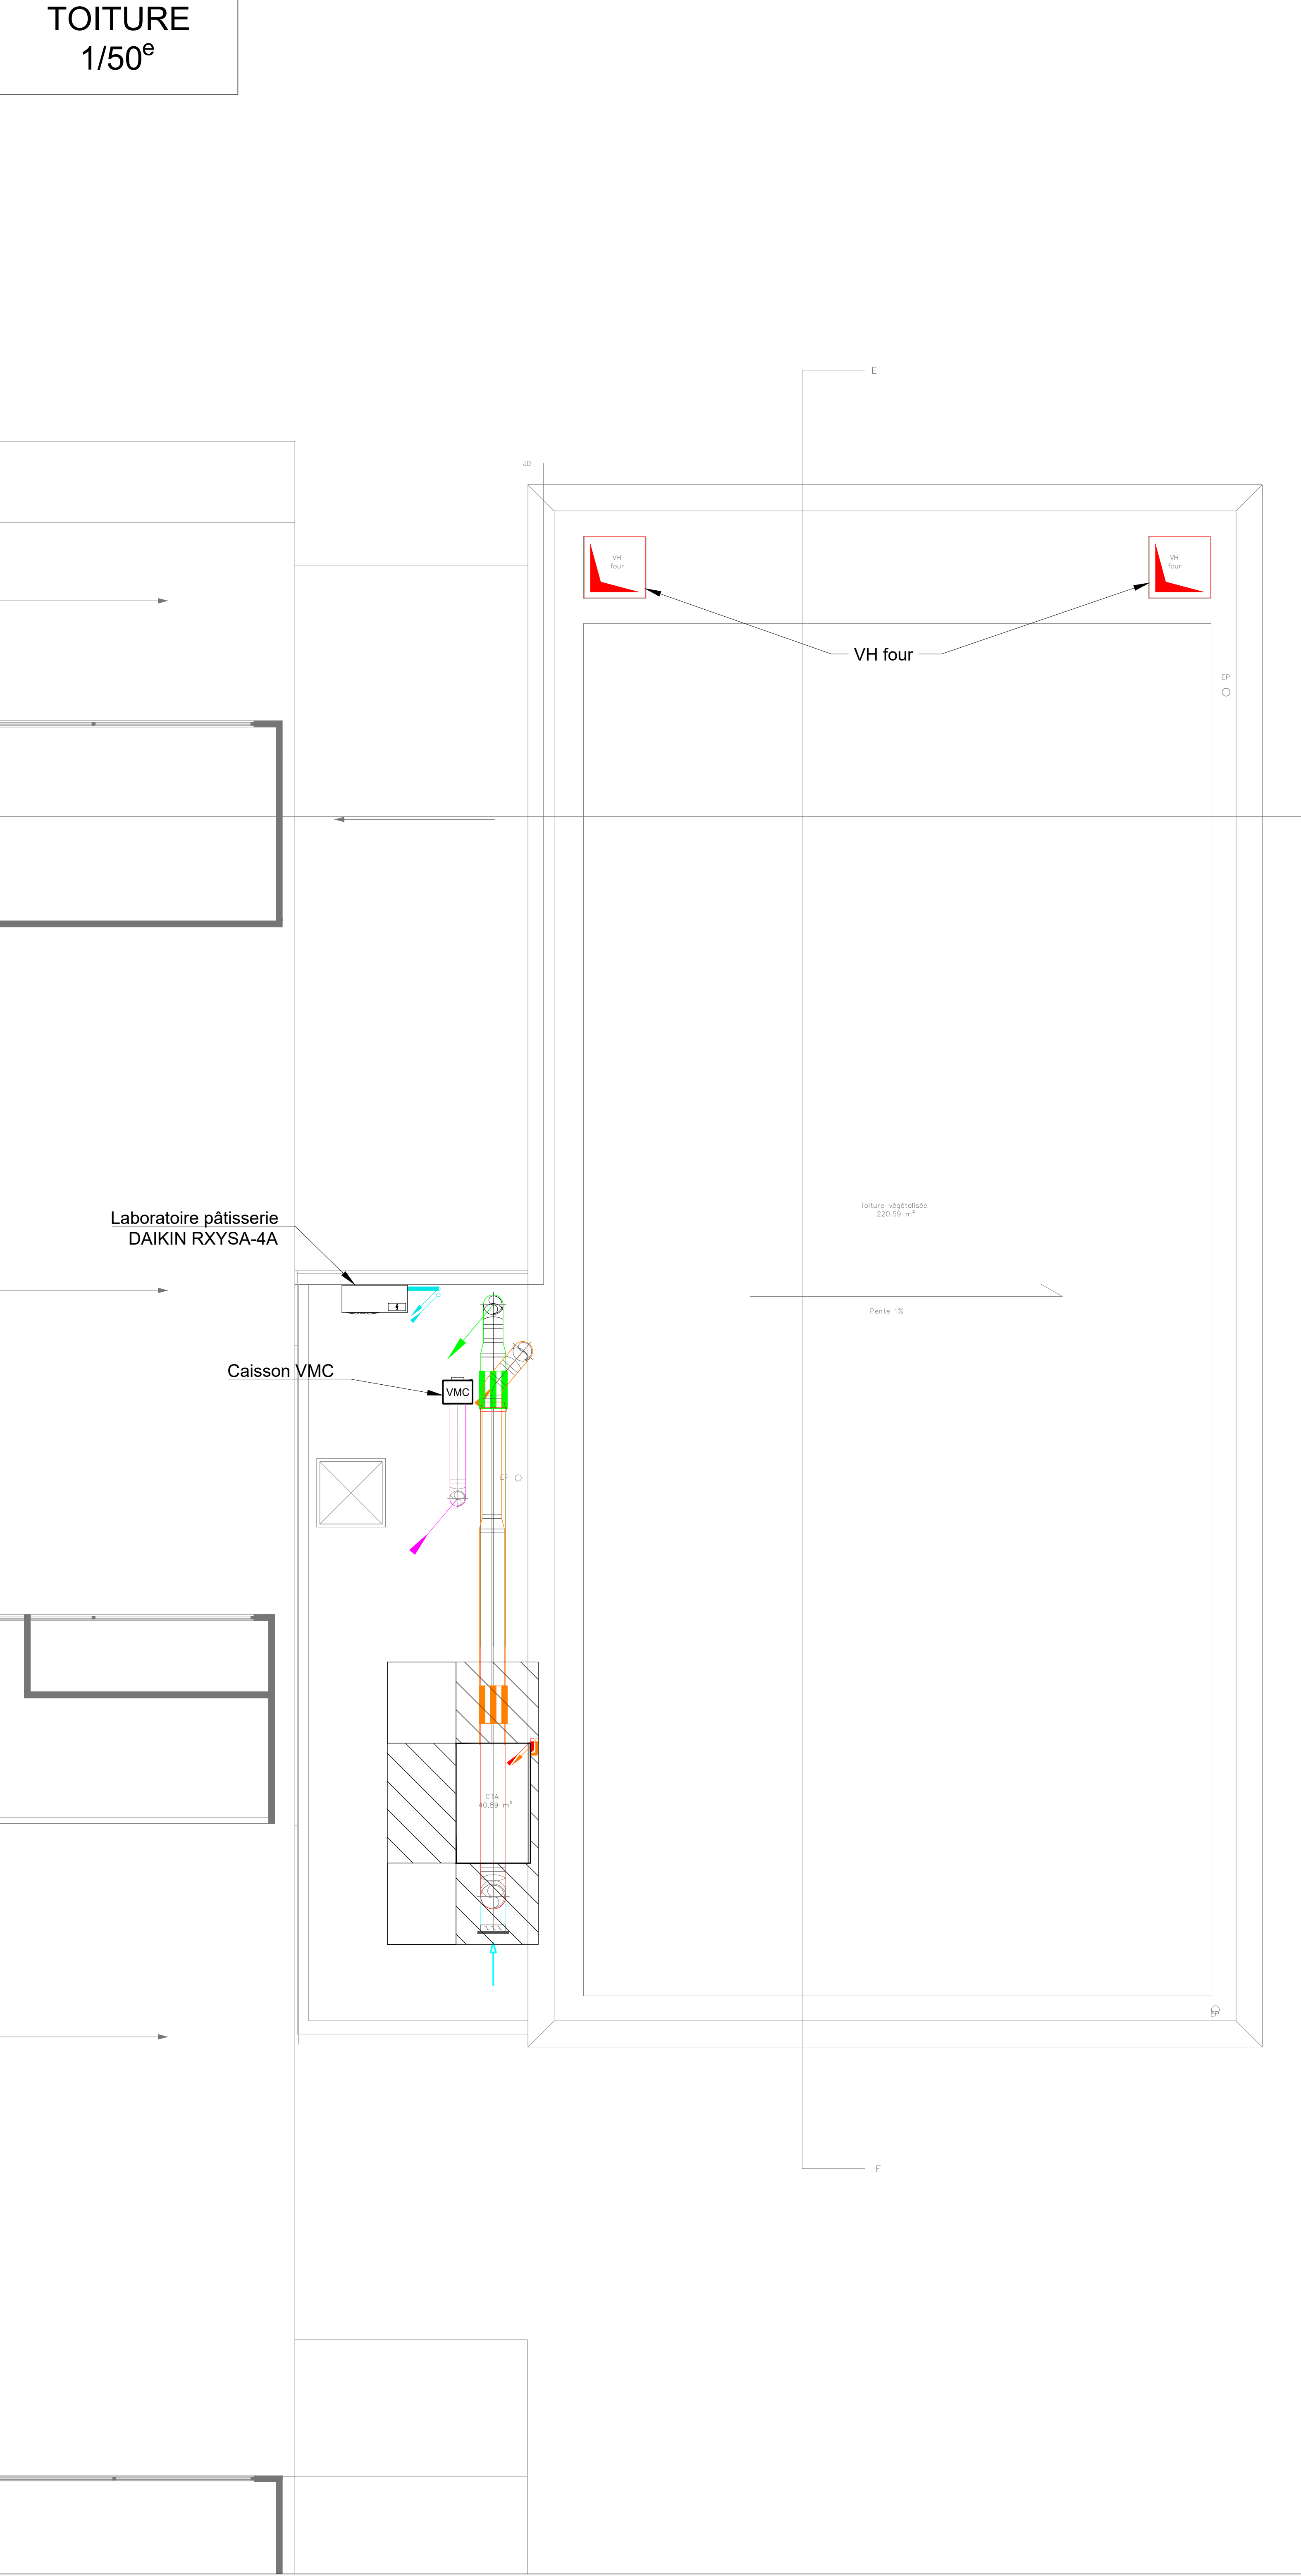 TOITURE
1/50e
E
JD
VH
four
VH
four
VH four
EP
Toiture végétalisée
220.59 m²
Laboratoire pâtisserie
DAIKIN RXYSA-4A
Pente 1%
Caisson VMC
VMC
EP
CTA
40.89 m²
EP
E